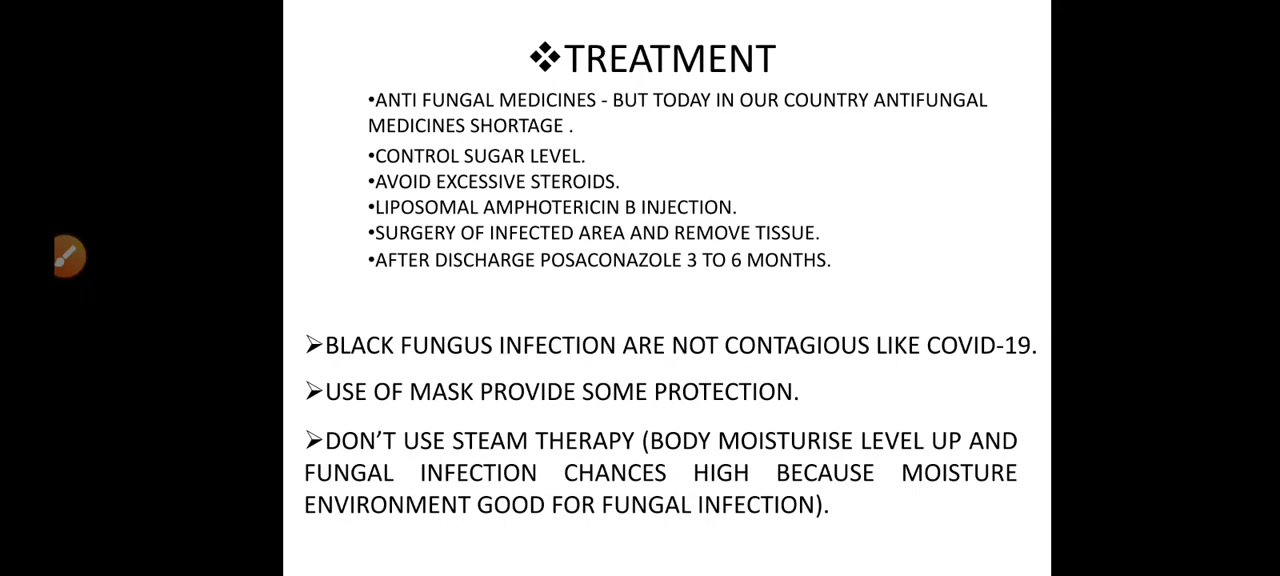 ❖TREATMENT
•ANTI FUNGAL MEDICINES - BUT TODAY IN OUR COUNTRY ANTIFUNGAL
MEDICINES SHORTAGE .
•CONTROL SUGAR LEVEL.
•AVOID EXCESSIVE STEROIDS.
•LIPOSOMAL AMPHOTERICIN B INJECTION.
•SURGERY OF INFECTED AREA AND REMOVE TISSUE.
•AFTER DISCHARGE POSACONAZOLE 3 TO 6 MONTHS.
➢BLACK FUNGUS INFECTION ARE NOT CONTAGIOUS LIKE COVID-19.
➢USE OF MASK PROVIDE SOME PROTECTION.
➢DON’T USE STEAM THERAPY (BODY MOISTURISE LEVEL UP AND
FUNGAL INFECTION CHANCES HIGH BECAUSE MOISTURE
ENVIRONMENT GOOD FOR FUNGAL INFECTION).